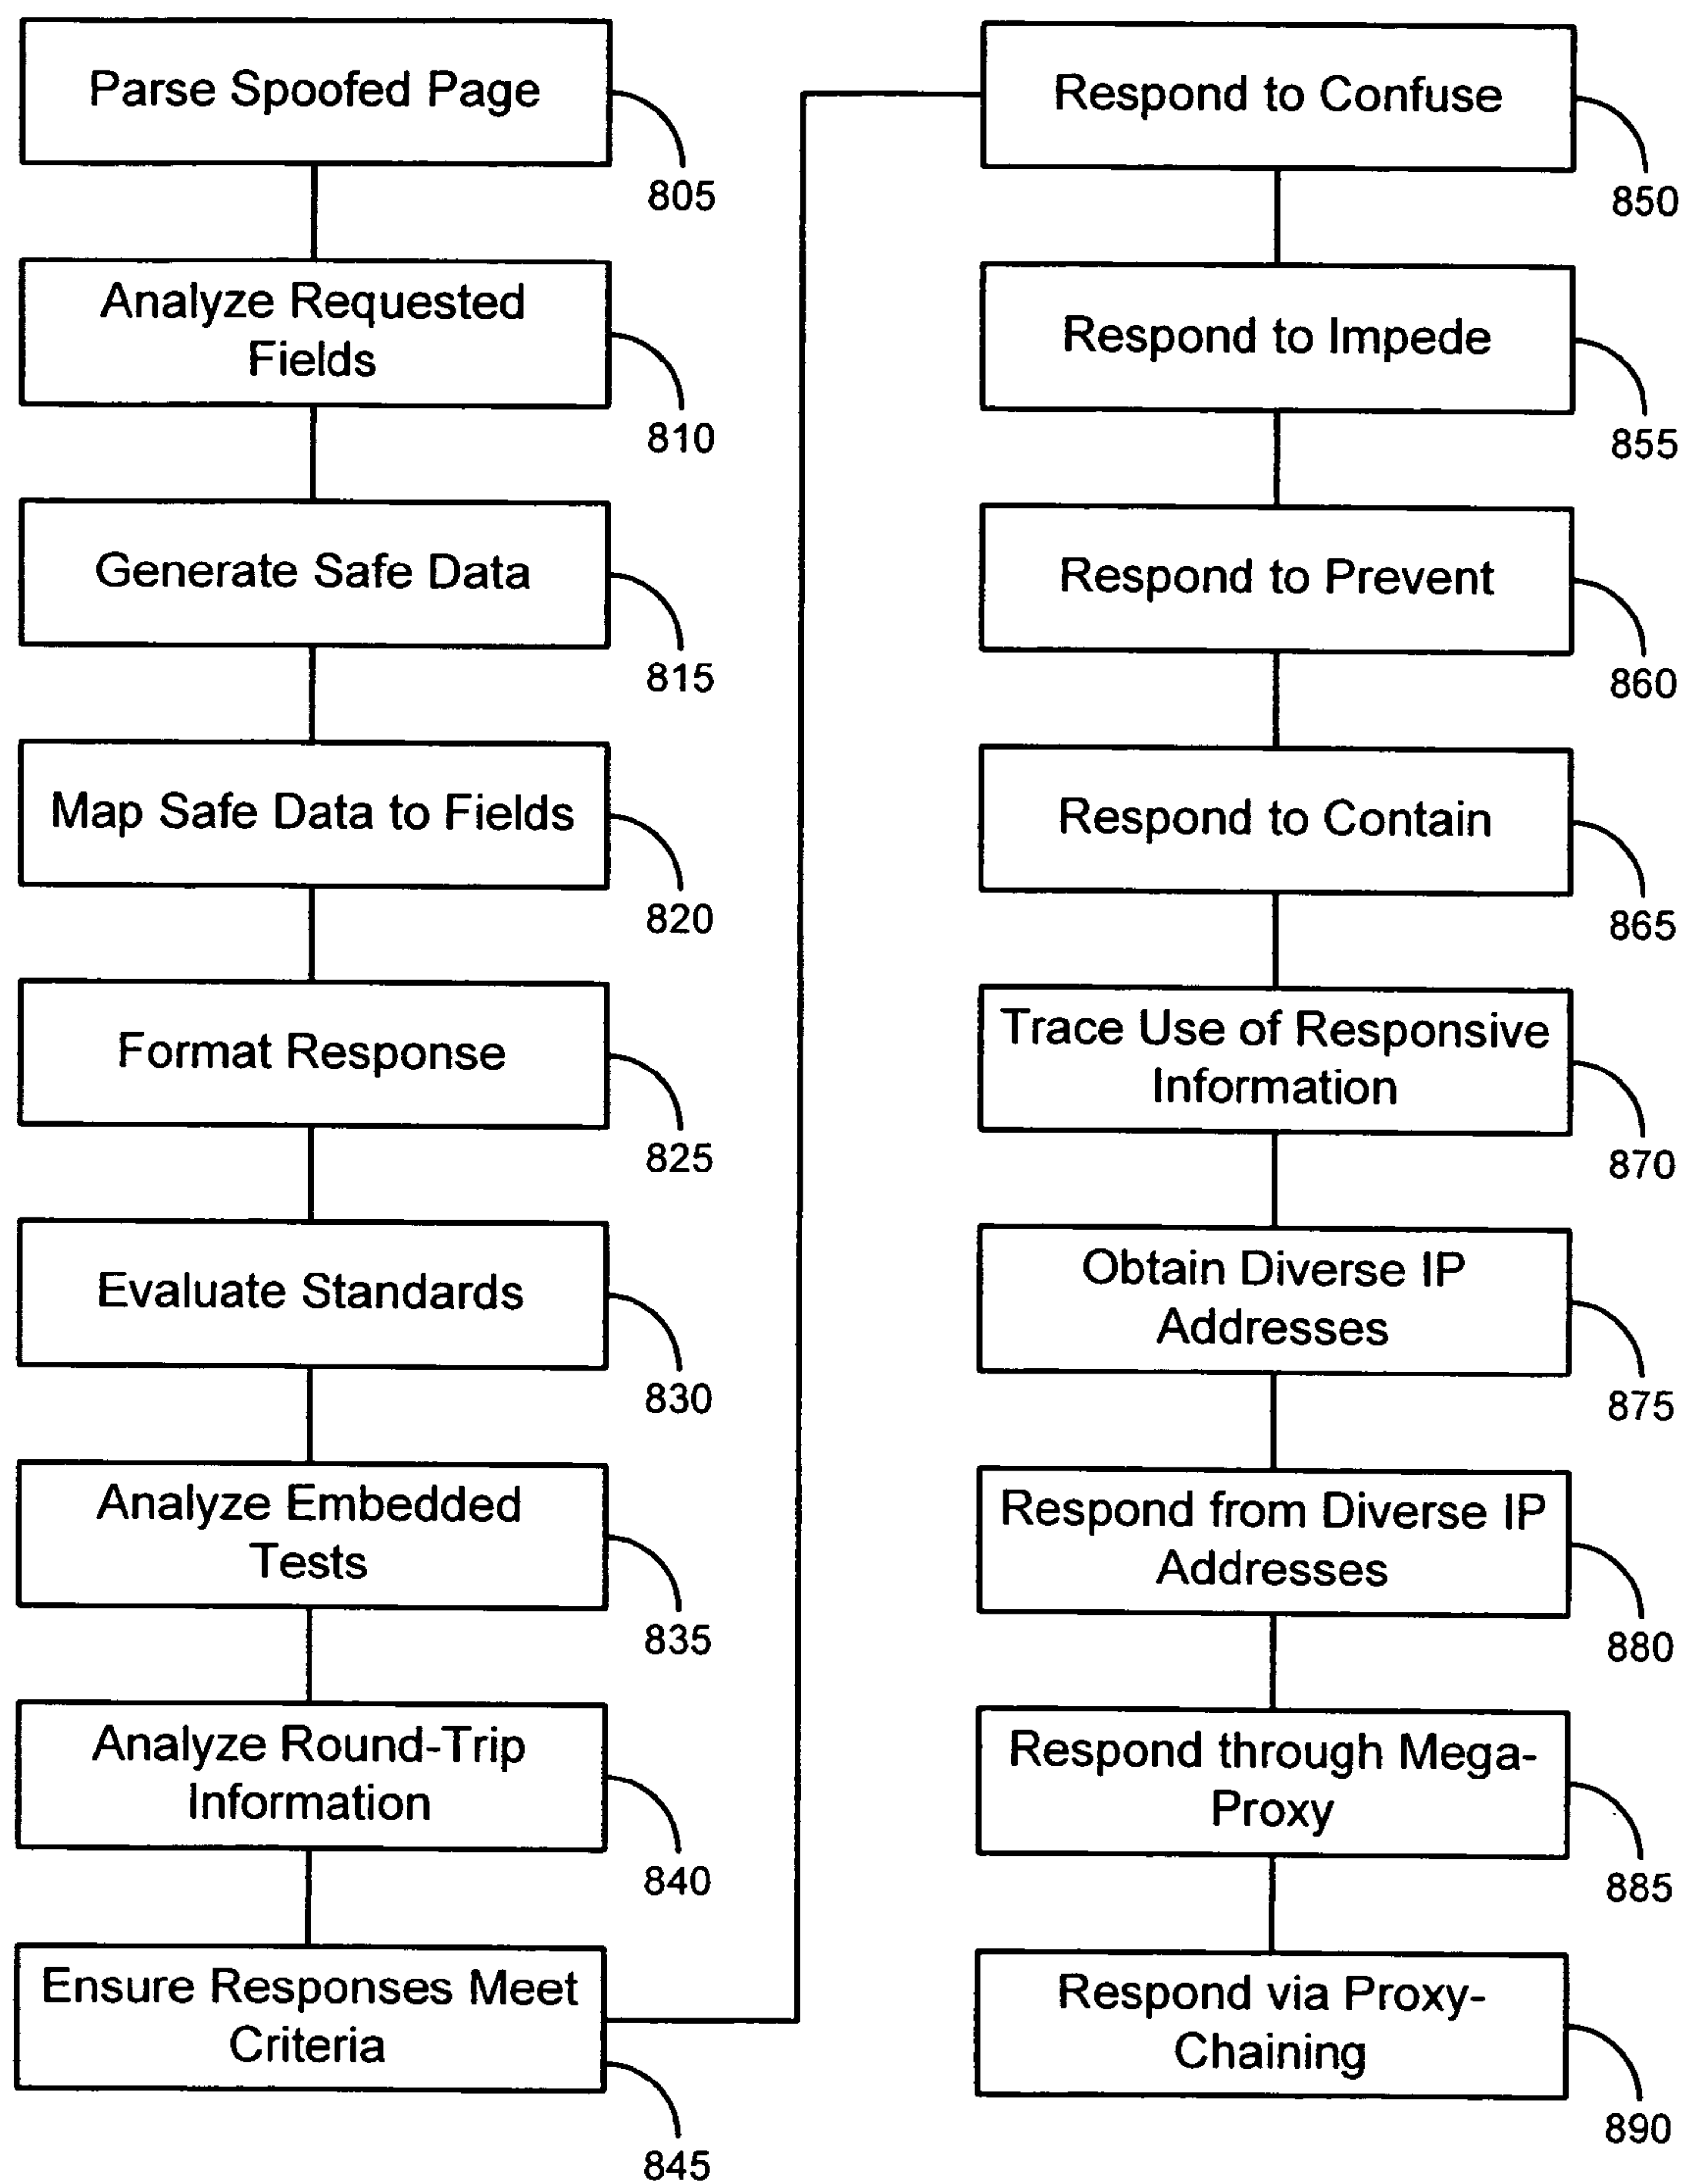 Parse Spoofed Page
805
Analyze Requested
Fields
810
Generate Safe Data
815
Map Safe Data to Fields
820
Format Response
825
Evaluate Standards
830
Analyze Embedded
Tests
835
Analyze Round-Trip
Information
840
Ensure Responses Meet
Criteria
845
Respond to Confuse
850
Respond to Impede
855
Respond to Prevent
860
Respond to Contain
865
Trace Use of Responsive
Information
870
Obtain Diverse IP
Addresses
875
Respond from Diverse IP
Addresses
880
Respond through Mega-
Proxy
885
Respond via Proxy-
Chaining
890